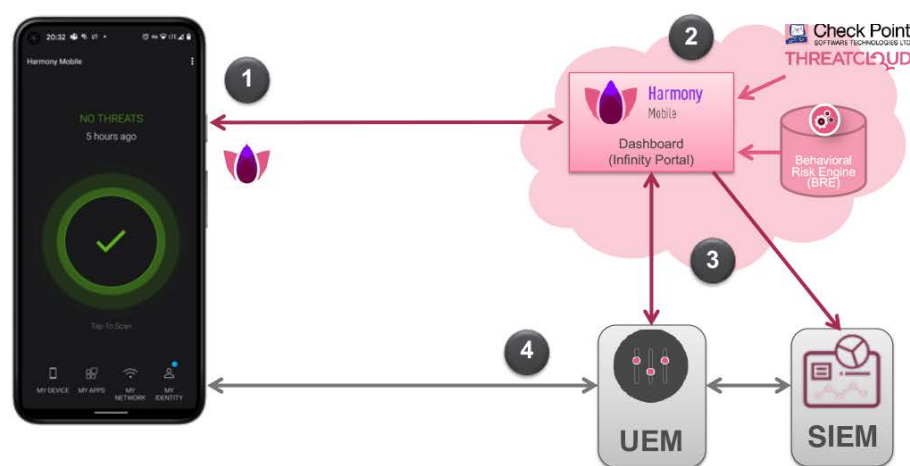 20:32
LTE
Harmony Mobile
NO THREATS
5 hours ago
Tap To Scan
MY DEVICE
MY APPS
MY
NETWORK
MY
IDENTITY
1
2
Check Point
SOFTWARE TECHNOLOGIES LTD
THREATCLOUD
Harmony
Mobile
Dashboard
(Infinity Portal)
Behavioral
Risk Engine
(BRE)
3
4
UEM
SIEM